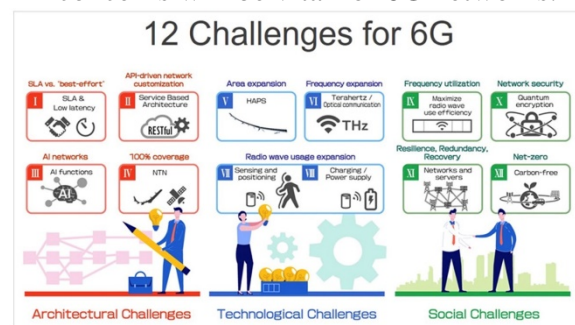 12 Challenges for 6G
SLA vs. "best-effort"
I
SLA &
Low latency
API-driven network
customization
II
Service Based
Architecture
RESTful
AI networks
III
AI functions
AI
100% coverage
IV
NTN
Architectural Challenges
Area expansion
V
HAPS
Frequency expansion
VI
Terahertz /
Optical communication
THz
Radio wave usage expansion
VII
Sensing and
positioning
VIII
Charging /
Power supply
Technological Challenges
Frequency utilization
IX
Maximize
radio wave
use efficiency
Network security
X
Quantum
encryption
Resilience, Redundancy,
Recovery
XI
Networks and
servers
Net-zero
XII
Carbon-free
Social Challenges